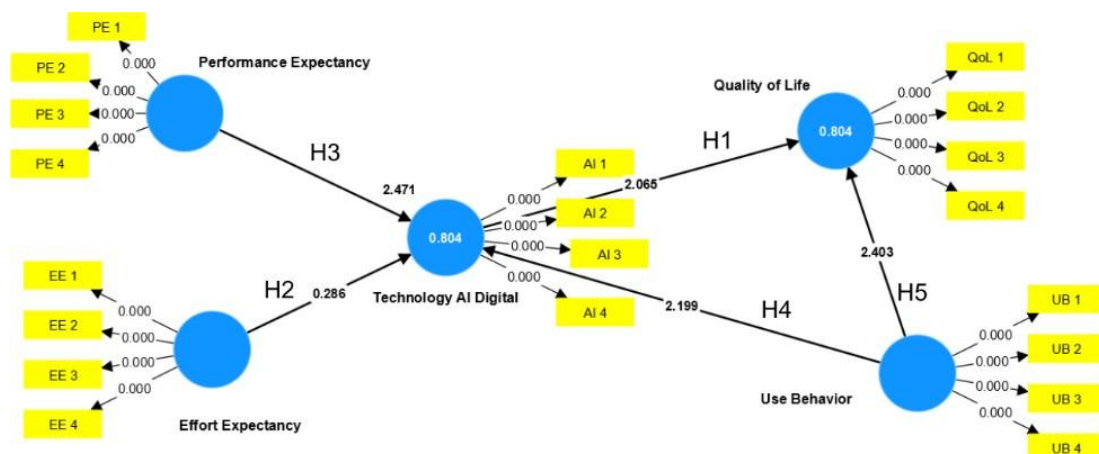 PE 1
0.000
PE 2
0.000
PE 3
0.000
PE 4
0.000
Performance Expectancy
H3
2.471
EE 1
0.000
EE 2
0.000
EE 3
0.000
EE 4
0.000
Effort Expectancy
H2
0.286
0.804
Technology AI Digital
AI 1
0.000
AI 2
0.000
AI 3
0.000
AI 4
0.000
H1
2.065
Quality of Life
0.804
QoL 1
0.000
QoL 2
0.000
QoL 3
0.000
QoL 4
0.000
2.403
H5
2.199
H4
Use Behavior
UB 1
0.000
UB 2
0.000
UB 3
0.000
UB 4
0.000